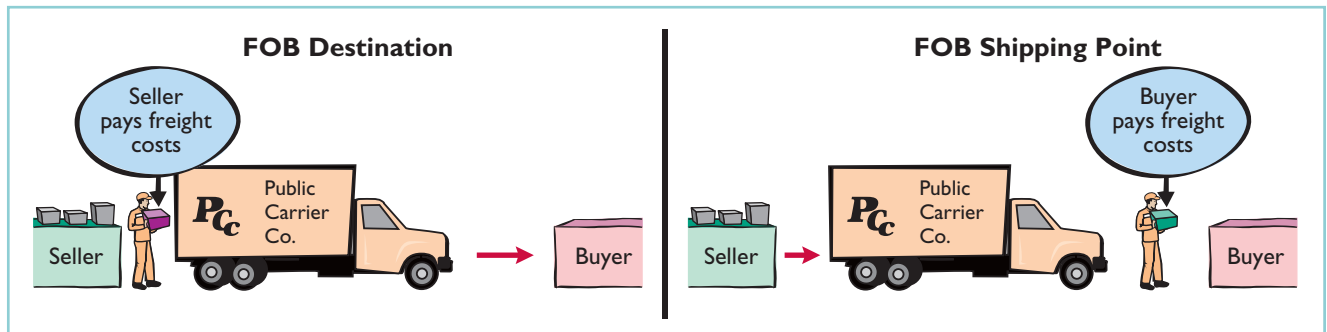 FOB Destination
Seller
pays freight
costs
PCc
Public
Carrier
Co.
Seller
Buyer
FOB Shipping Point
Buyer
pays freight
costs
PCc
Public
Carrier
Co.
Seller
Buyer